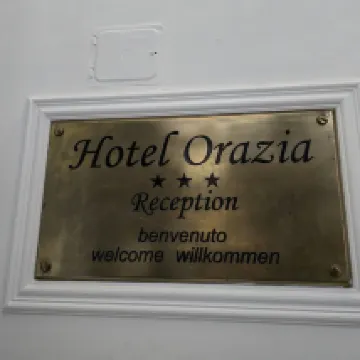 Hotel Orazia
★ ★ ★
Reception
benvenuto
welcome willkommen